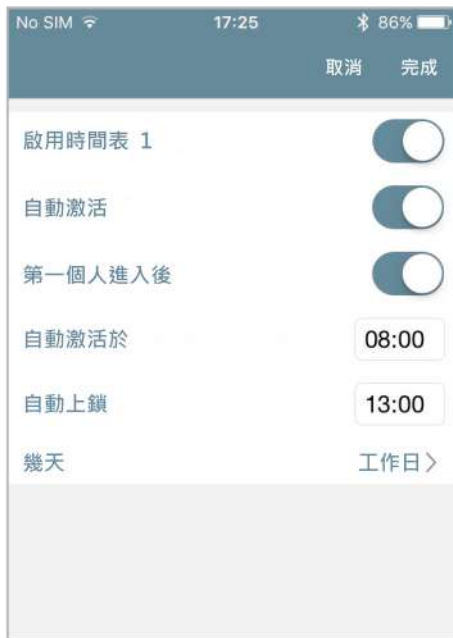 No SIM 17:25 86%
取消 完成
啟用時間表 1
自動激活
第一個人進入後
自動激活於 08:00
自動上鎖 13:00
幾天 工作日